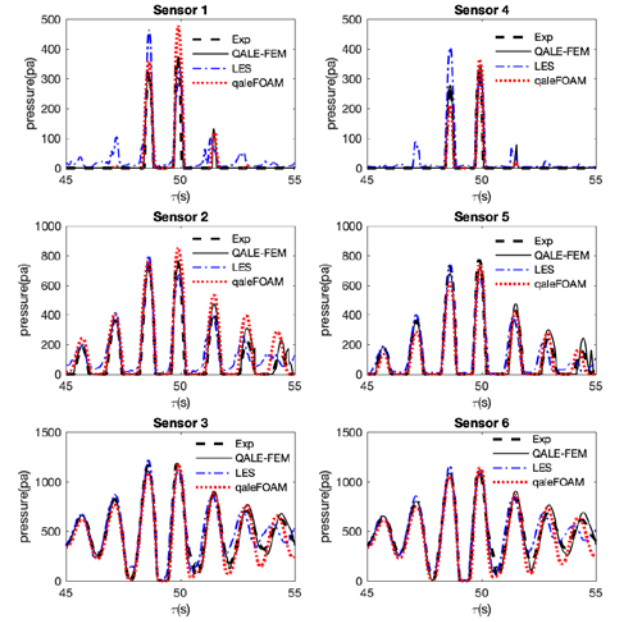 Sensor 1
pressure(pa)
500
400
300
200
100
0
45
50
55
τ(s)
Exp
QALE-FEM
LES
qaleFOAM
Sensor 4
pressure(pa)
500
400
300
200
100
0
45
50
55
τ(s)
Exp
QALE-FEM
LES
qaleFOAM
Sensor 2
pressure(pa)
1000
800
600
400
200
0
45
50
55
τ(s)
Exp
QALE-FEM
LES
qaleFOAM
Sensor 5
pressure(pa)
1000
800
600
400
200
0
45
50
55
τ(s)
Exp
QALE-FEM
LES
qaleFOAM
Sensor 3
pressure(pa)
1500
1000
500
0
45
50
55
τ(s)
Exp
QALE-FEM
LES
qaleFOAM
Sensor 6
pressure(pa)
1500
1000
500
0
45
50
55
τ(s)
Exp
QALE-FEM
LES
qaleFOAM